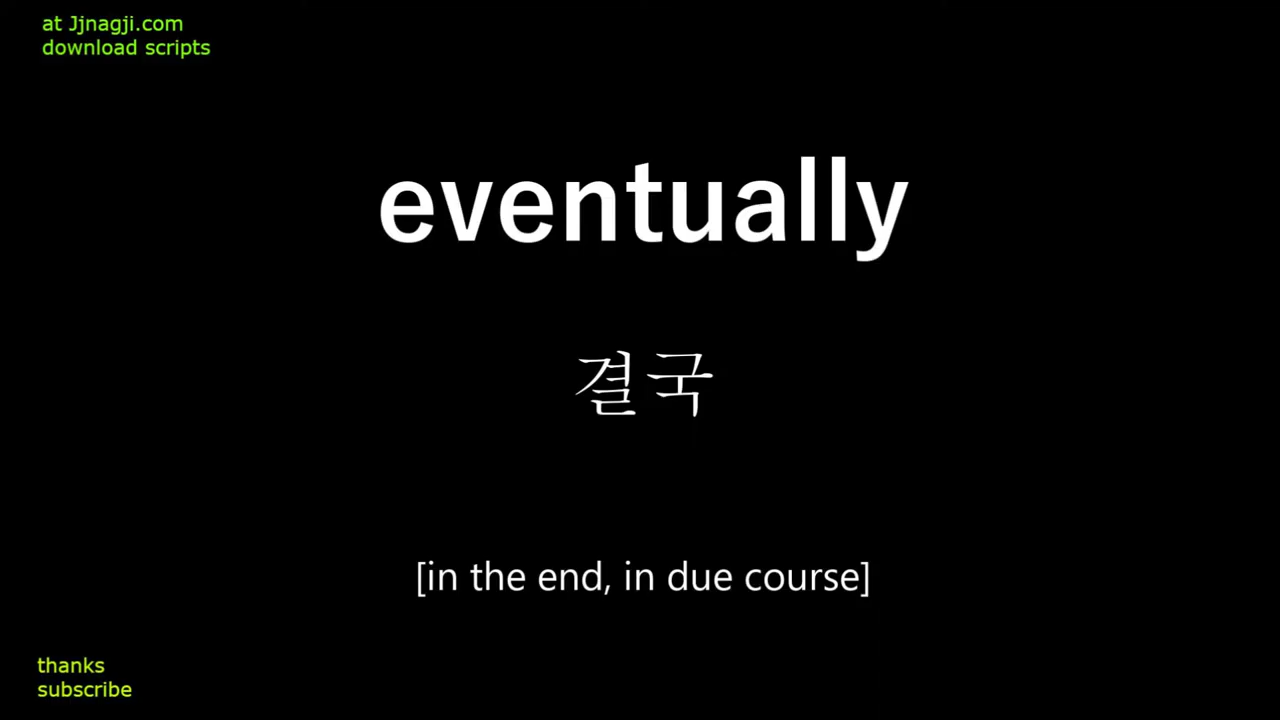 at Jjnagji.com
download scripts
eventually
결국
[in the end, in due course]
thanks
subscribe